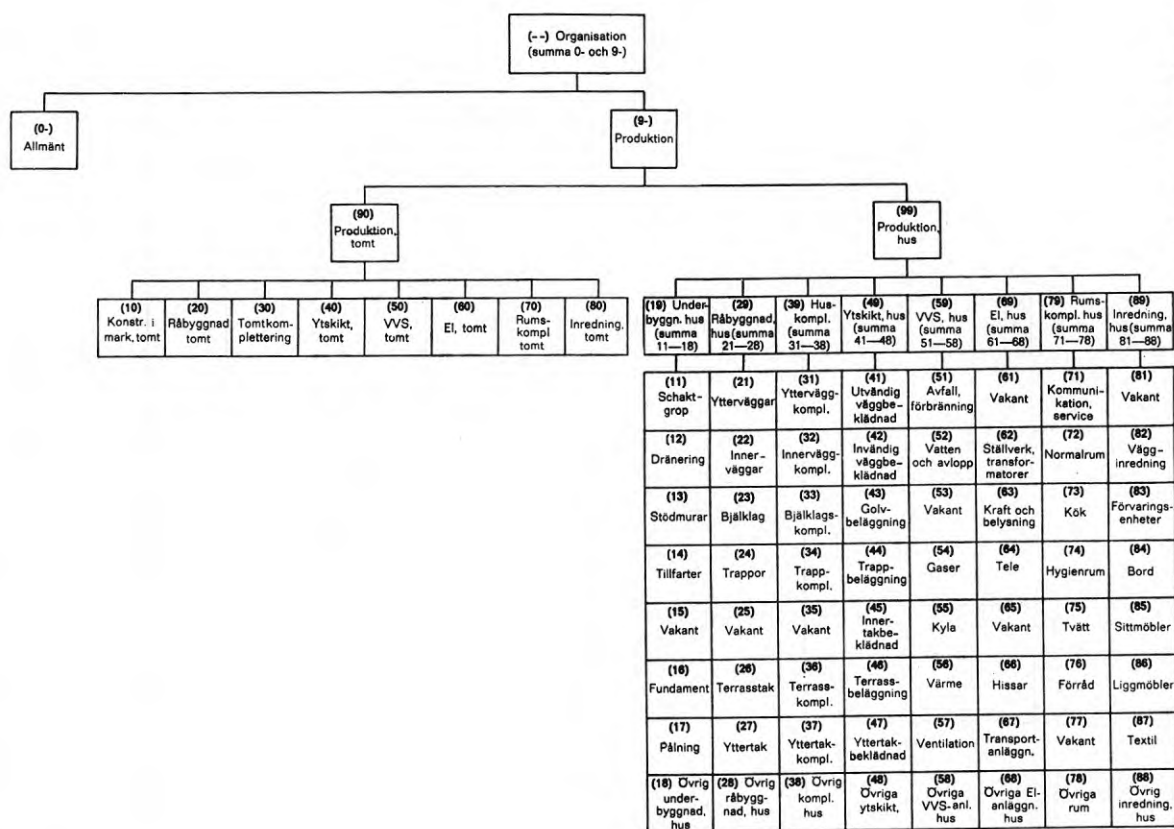 (--) Organisation
(summa 0- och 9-)
(0-)
Allmänt
(9-)
Produktion
(90)
Produktion,
tomt
(99)
Produktion,
hus
(10)
Konstr. i
mark, tomt
(20)
Råbyggnad
tomt
(30)
Tomtkom-
plettering
(40)
Ytskikt,
tomt
(50)
VVS,
tomt
(60)
El, tomt
(70)
Rums-
kompl
tomt
(80)
Inredning,
tomt
(19) Under-
byggn. hus
(summa
11—18)
(29)
Råbyggnad,
hus (summa
21—28)
(39) Hus-
kompl.
(summa
31—38)
(49)
Ytskikt, hus
(summa
41—48)
(59)
VVS, hus
(summa
51—58)
(69)
El, hus
(summa
61—68)
(79) Rums-
kompl. hus
(summa
71—78)
(89)
Inredning,
hus (summa
81—88)
(11)
Schakt-
grop
(21)
Ytterväggar
(31)
Yttervägg-
kompl.
(41)
Utvändig
väggbe-
klädnad
(51)
Avfall,
förbränning
(61)
Vakant
(71)
Kommuni-
kation,
service
(81)
Vakant
(12)
Dränering
(22)
Inner-
väggar
(32)
Innervägg-
kompl.
(42)
Invändig
väggbe-
klädnad
(52)
Vatten
och avlopp
(62)
Ställverk,
transfor-
matorer
(72)
Normalrum
(82)
Vägg-
inredning
(13)
Stödmurar
(23)
Bjälklag
(33)
Bjälklags-
kompl.
(43)
Golv-
beläggning
(53)
Vakant
(63)
Kraft och
belysning
(73)
Kök
(83)
Förvarings-
enheter
(14)
Tillfarter
(24)
Trappor
(34)
Trapp-
kompl.
(44)
Trapp-
beläggning
(54)
Gaser
(64)
Tele
(74)
Hygienrum
(84)
Bord
(15)
Vakant
(25)
Vakant
(35)
Vakant
(45)
Inner-
takbe-
klädnad
(55)
Kyla
(65)
Vakant
(75)
Tvätt
(85)
Sittmöbler
(16)
Fundament
(26)
Terrasstak
(36)
Terrass-
kompl.
(46)
Terrass-
beläggning
(56)
Värme
(66)
Hissar
(76)
Förråd
(86)
Liggmöbler
(17)
Pålning
(27)
Yttertak
(37)
Yttertak-
kompl.
(47)
Yttertak-
beklädnad
(57)
Ventilation
(67)
Transport-
anläggn.
(77)
Vakant
(87)
Textil
(18) Övrig
under-
byggnad,
hus
(28) Övrig
råbygg-
nad, hus
(38) Övrig
kompl.
hus
(48)
Övriga
ytskikt,
(58)
Övriga
VVS-anl.
hus
(68)
Övriga El-
anläggn.
hus
(78)
Övriga
rum
(88)
Övrig
inredning,
hus